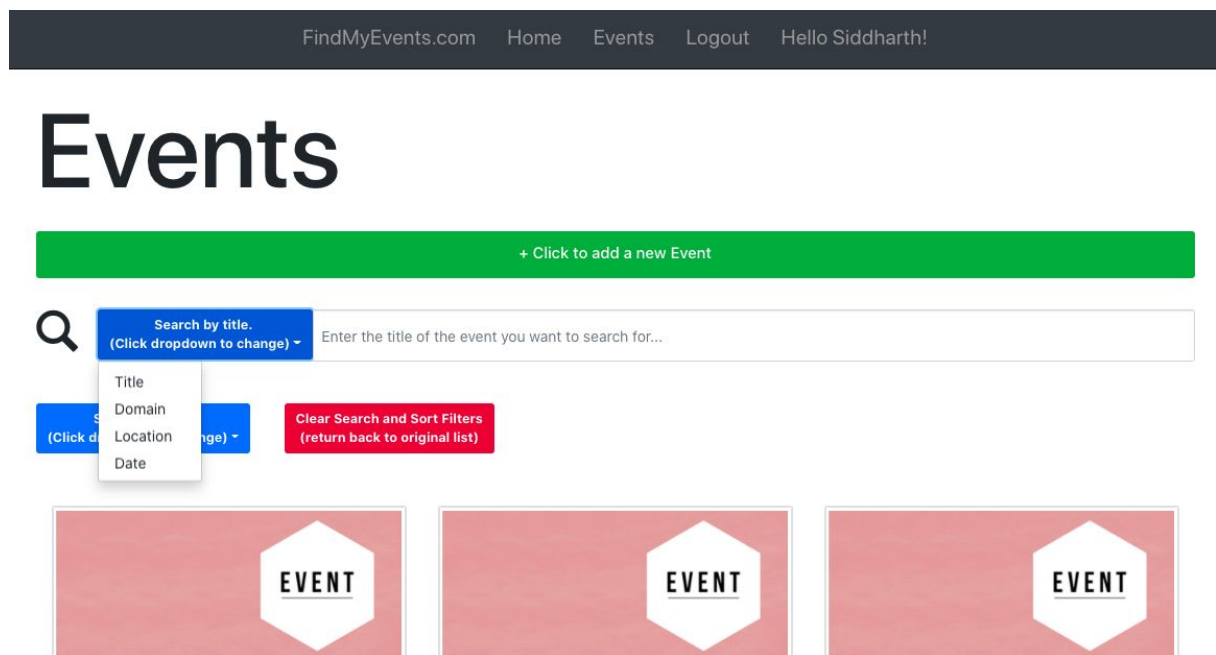 FindMyEvents.com Home Events Logout Hello Siddharth!
Events
+ Click to add a new Event
Search by title.
(Click dropdown to change)
Enter the title of the event you want to search for...
Title
Domain
Location
Date
(Click
Clear Search and Sort Filters
(return back to original list)
EVENT
EVENT
EVENT